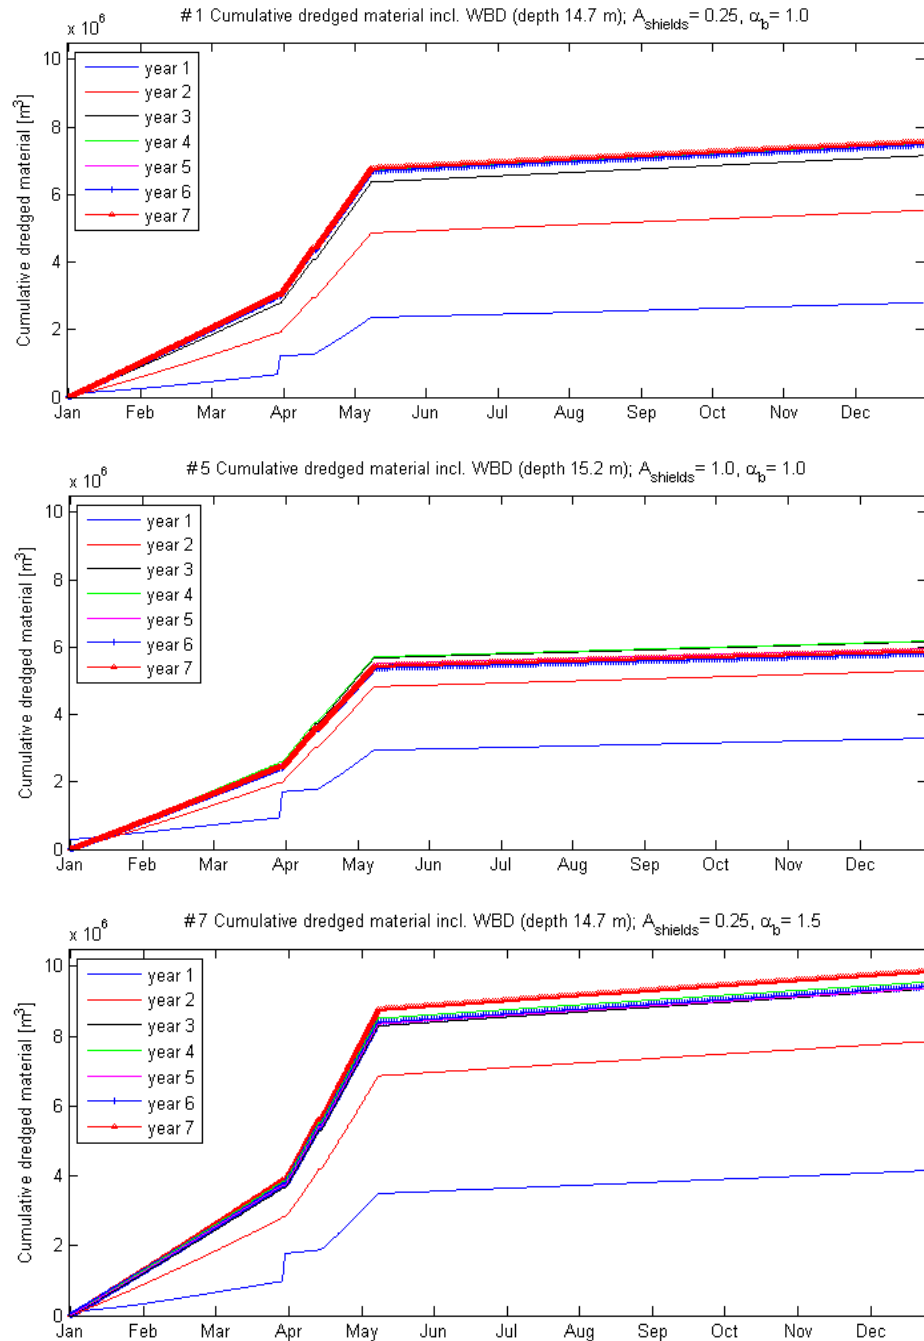 #1 Cumulative dredged material incl. WBD (depth 14.7 m); A_shields = 0.25, α_b = 1.0
x 10^6
10
8
6
4
2
0
Cumulative dredged material [m^3]
year 1
year 2
year 3
year 4
year 5
year 6
year 7
Jan Feb Mar Apr May Jun Jul Aug Sep Oct Nov Dec
#5 Cumulative dredged material incl. WBD (depth 15.2 m); A_shields = 1.0, α_b = 1.0
x 10^6
10
8
6
4
2
0
Cumulative dredged material [m^3]
year 1
year 2
year 3
year 4
year 5
year 6
year 7
Jan Feb Mar Apr May Jun Jul Aug Sep Oct Nov Dec
#7 Cumulative dredged material incl. WBD (depth 14.7 m); A_shields = 0.25, α_b = 1.5
x 10^6
10
8
6
4
2
0
Cumulative dredged material [m^3]
year 1
year 2
year 3
year 4
year 5
year 6
year 7
Jan Feb Mar Apr May Jun Jul Aug Sep Oct Nov Dec